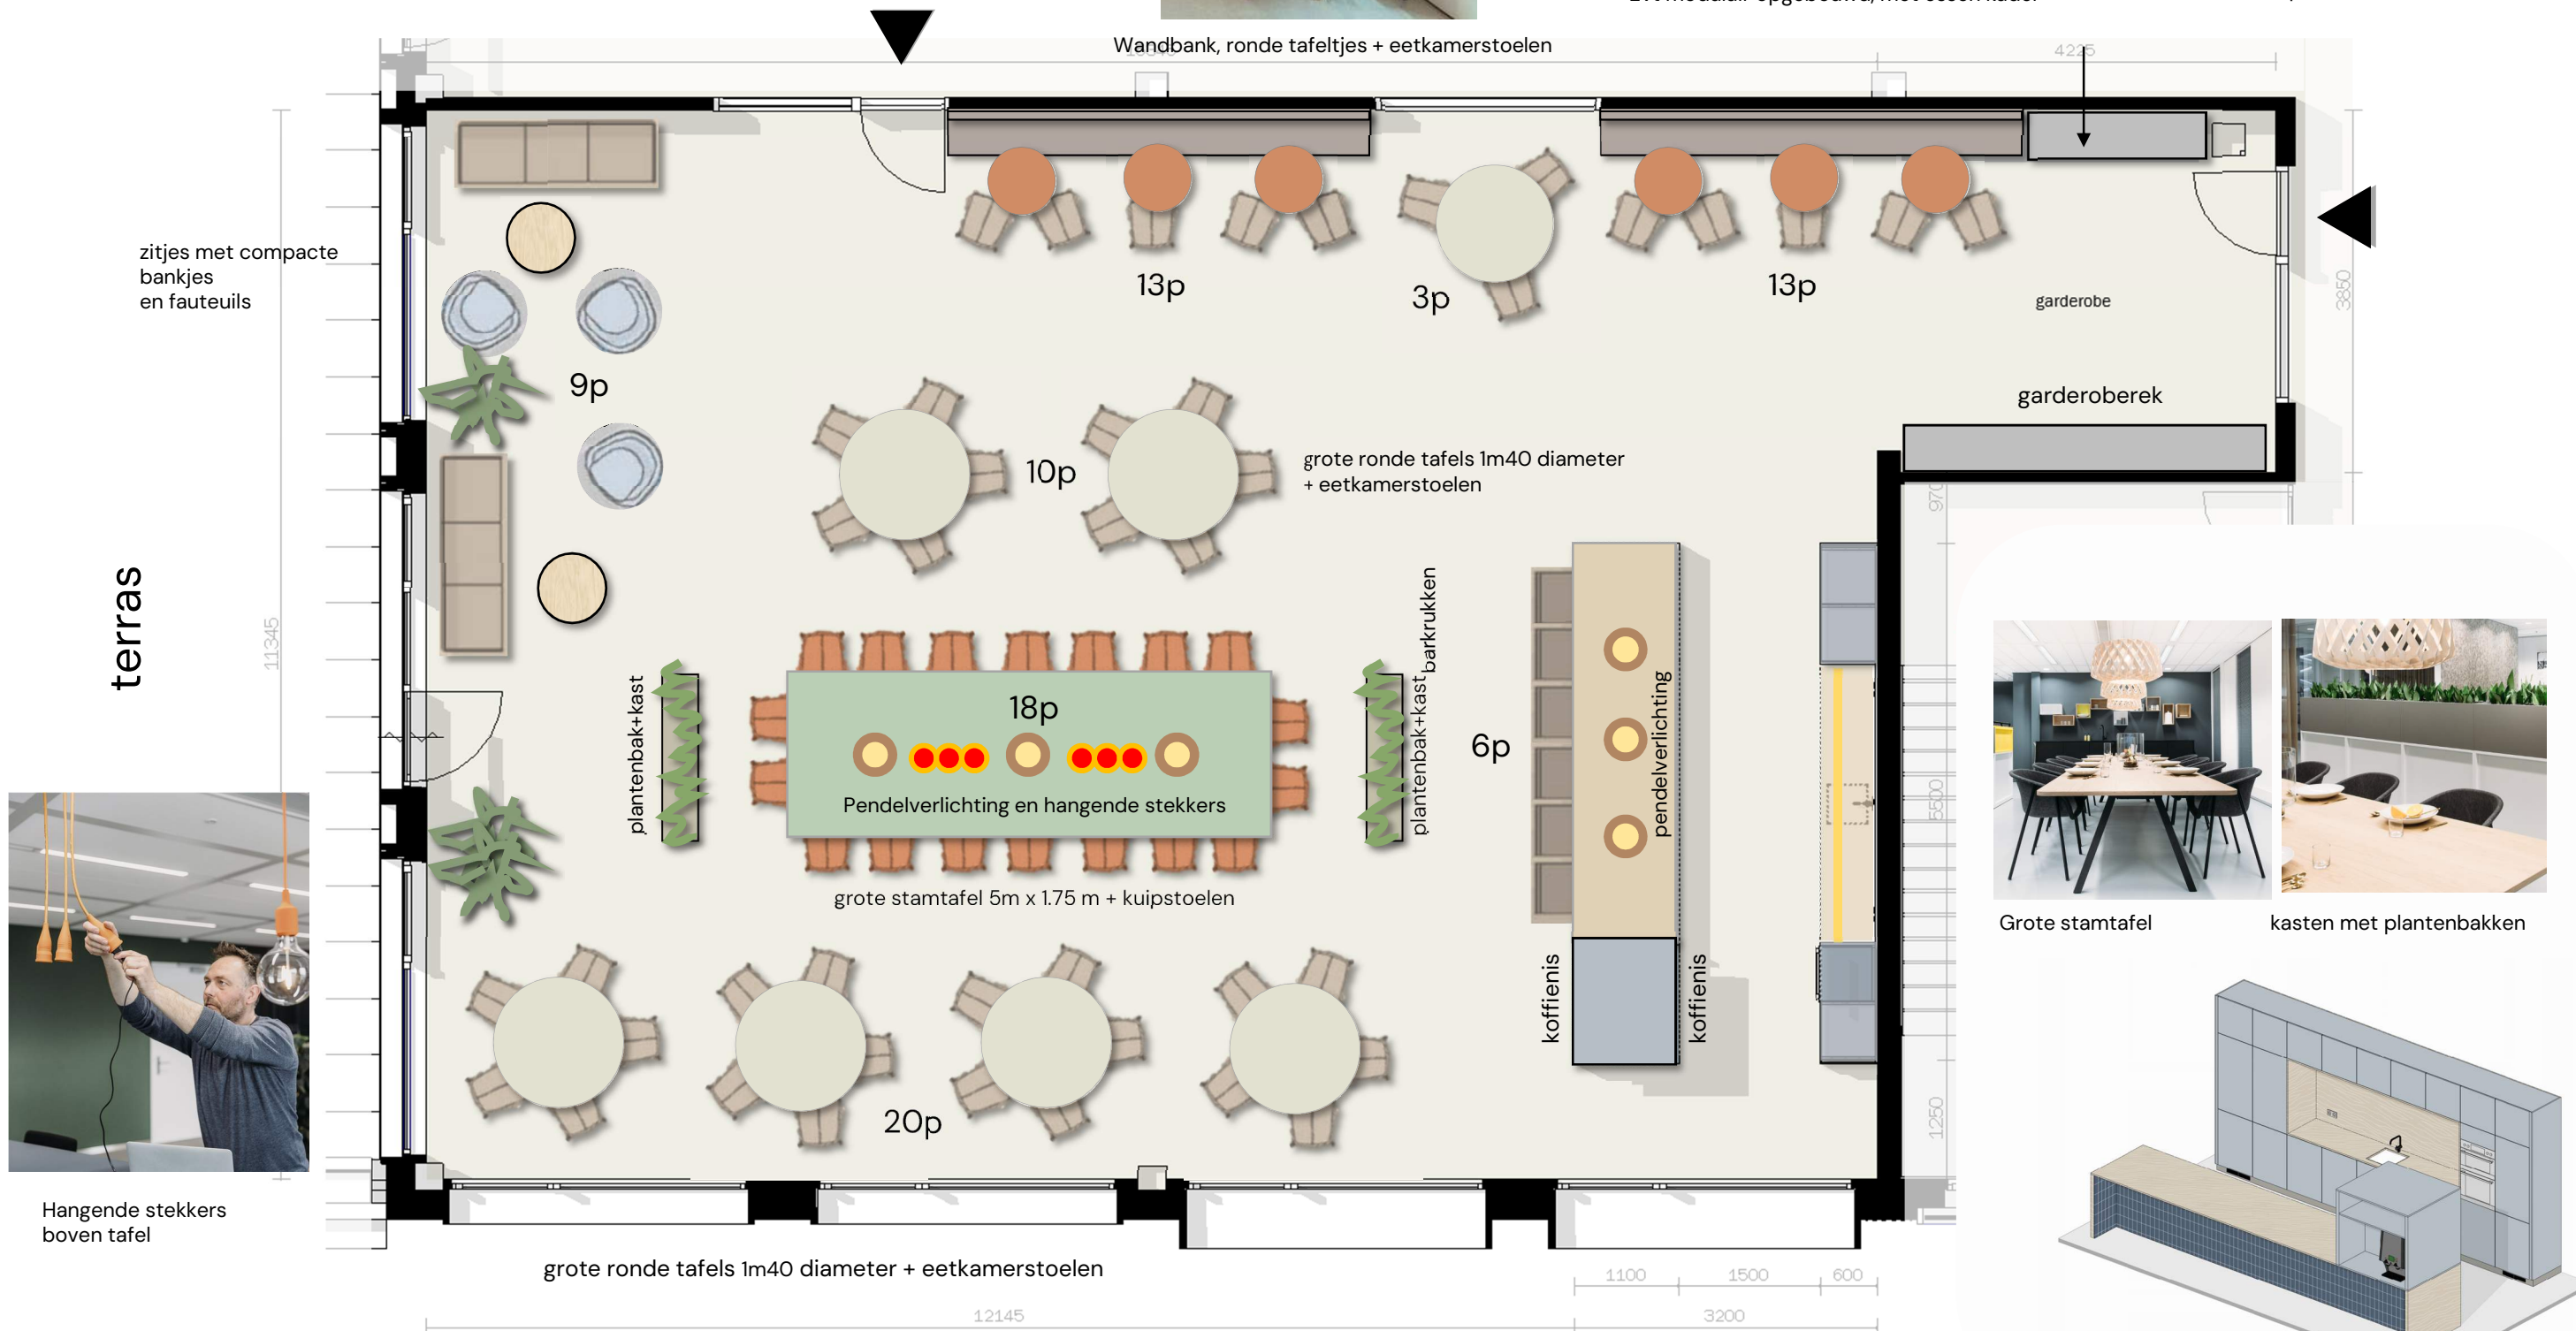 Wandbank, ronde tafeltjes + eetkamerstoelen
4225
zitjes met compacte
bankjes
en fauteuils
13p
3p
13p
garderobe
3850
9p
garderoberek
10p
grote ronde tafels 1m40 diameter
+ eetkamerstoelen
970
terras
11345
plantenbak+kast
18p
Pendelverlichting en hangende stekkers
plantenbak+kast
barkrukken
6p
pendelverlichting
5500
grote stamtafel 5m x 1.75 m + kuipstoelen
Grote stamtafel
kasten met plantenbakken
koffienis
koffienis
20p
1250
Hangende stekkers
boven tafel
grote ronde tafels 1m40 diameter + eetkamerstoelen
1100
1500
600
12145
3200